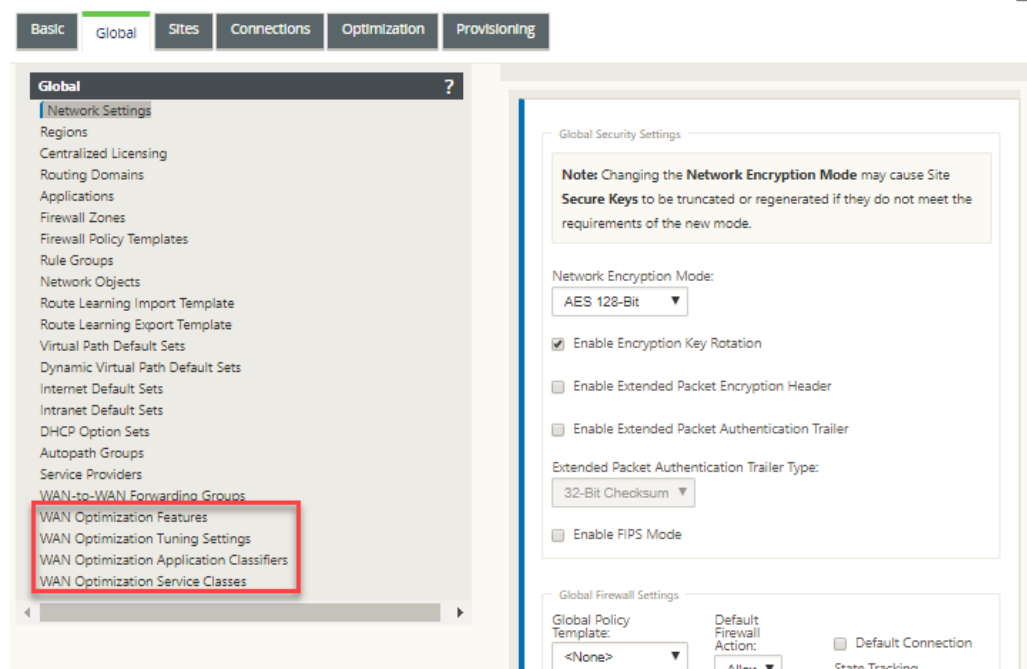 Basic
Global
Sites
Connections
Optimization
Provisioning
Global ?
Network Settings
Regions
Centralized Licensing
Routing Domains
Applications
Firewall Zones
Firewall Policy Templates
Rule Groups
Network Objects
Route Learning Import Template
Route Learning Export Template
Virtual Path Default Sets
Dynamic Virtual Path Default Sets
Internet Default Sets
Intranet Default Sets
DHCP Option Sets
Autopath Groups
Service Providers
WAN-to-WAN Forwarding Groups
WAN Optimization Features
WAN Optimization Tuning Settings
WAN Optimization Application Classifiers
WAN Optimization Service Classes
Global Security Settings
Note: Changing the Network Encryption Mode may cause Site
Secure Keys to be truncated or regenerated if they do not meet the
requirements of the new mode.
Network Encryption Mode:
AES 128-Bit
Enable Encryption Key Rotation
Enable Extended Packet Encryption Header
Enable Extended Packet Authentication Trailer
Extended Packet Authentication Trailer Type:
32-Bit Checksum
Enable FIPS Mode
Global Firewall Settings
Global Policy
Template:
<None>
Default
Firewall
Action:
Allow
Default Connection
State Tracking